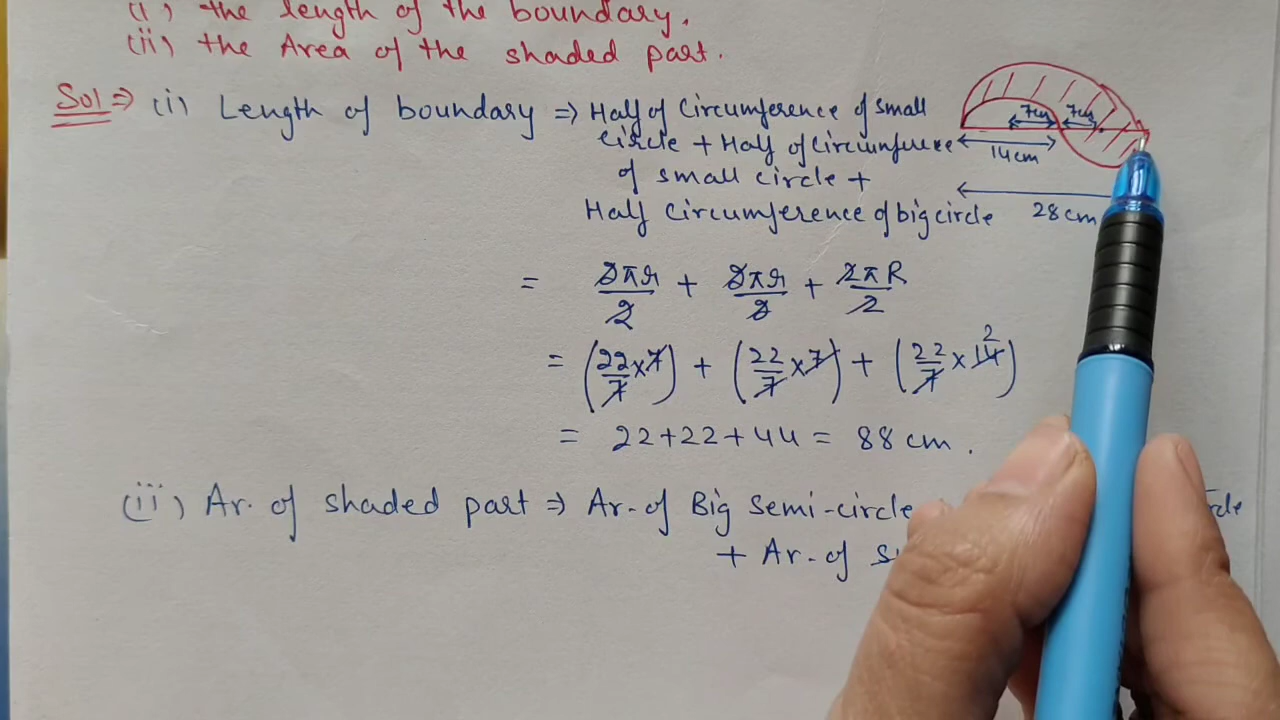 (i) the length of the boundary.
(ii) the Area of the shaded part.
Sol ⇒ (i) Length of boundary ⇒ Half of Circumference of small
circle + Half of Circumference
of small circle +
Half Circumference of big circle
7cm 7cm
14cm
28cm
= 2πr/2 + 2πr/2 + 2πR/2
= (22/7 × 7) + (22/7 × 7) + (22/7 × 14) 2
= 22+22+44 = 88 cm.
(ii) Ar. of shaded part ⇒ Ar. of Big Semi-circle
+ Ar. of